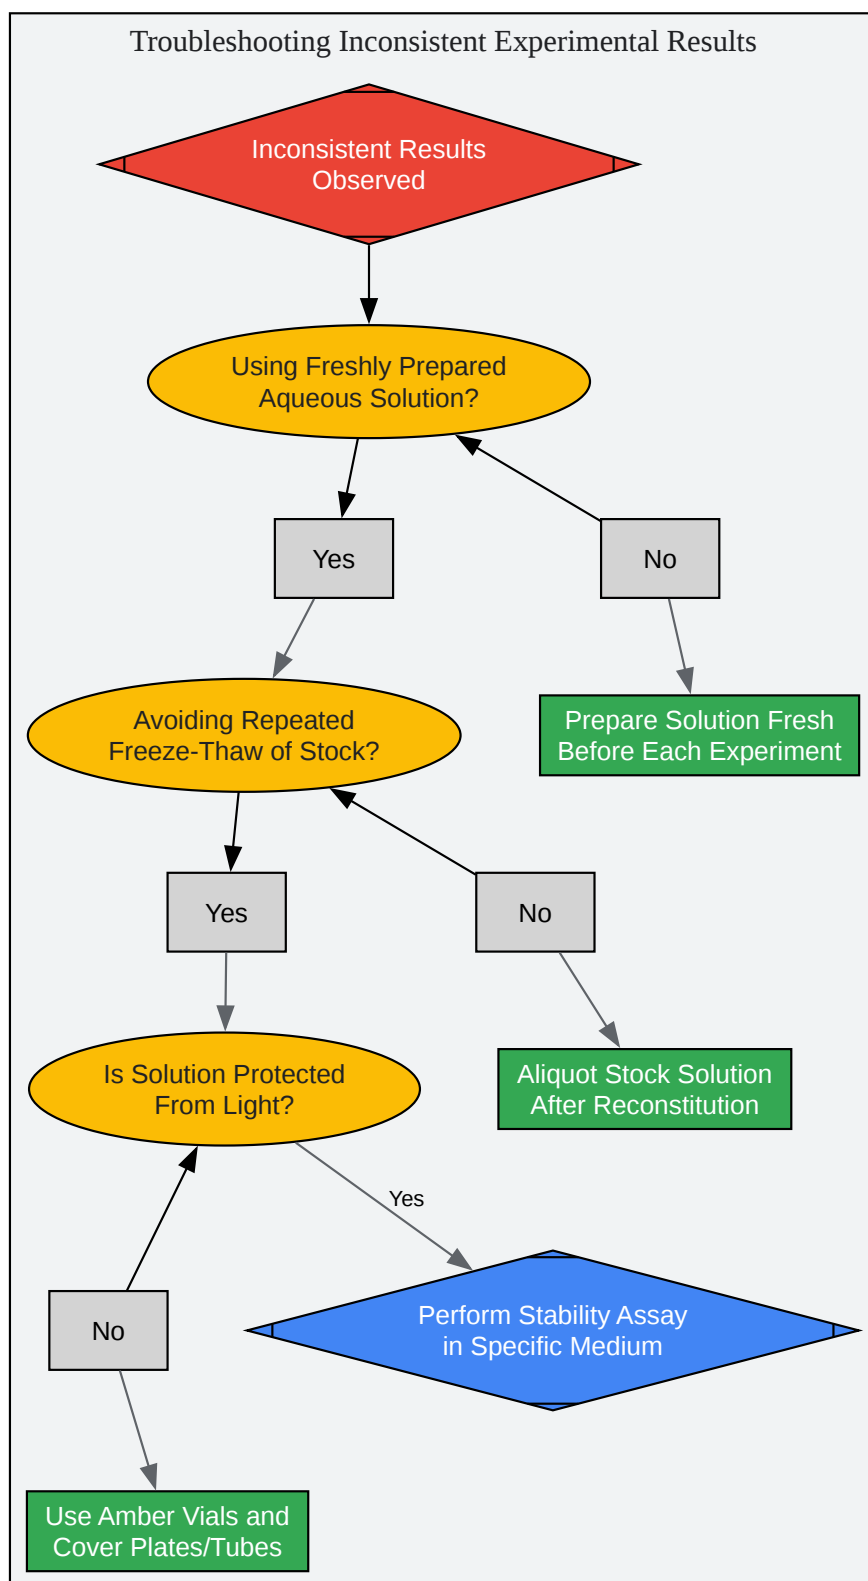 Troubleshooting Inconsistent Experimental Results
Inconsistent Results
Observed
Using Freshly Prepared
Aqueous Solution?
Yes
No
Prepare Solution Fresh
Before Each Experiment
Avoiding Repeated
Freeze-Thaw of Stock?
Yes
No
Aliquot Stock Solution
After Reconstitution
Is Solution Protected
From Light?
Yes
No
Perform Stability Assay
in Specific Medium
Use Amber Vials and
Cover Plates/Tubes